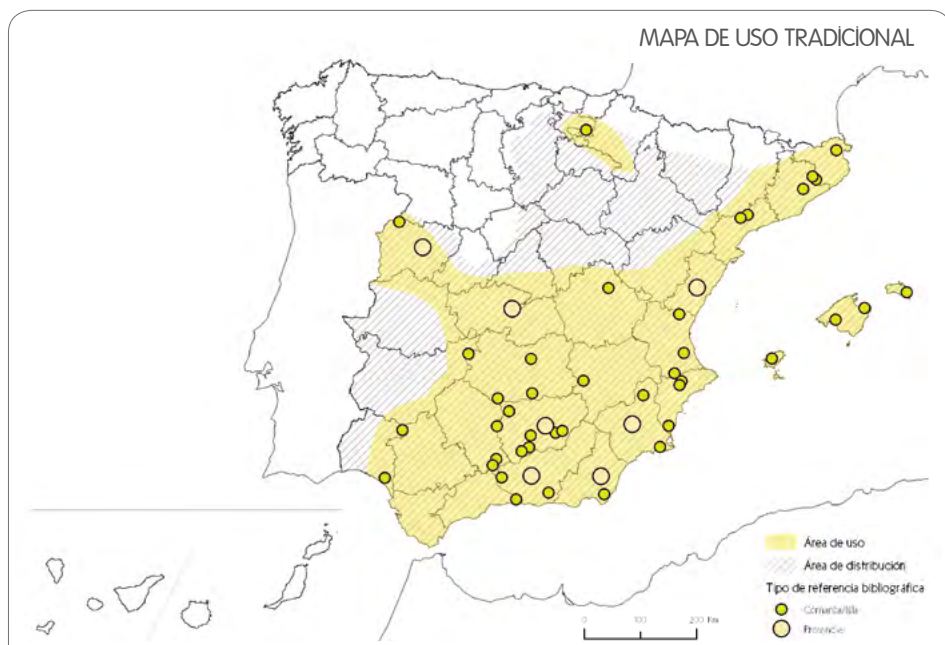 MAPA DE USO TRADICIONAL
Área de uso
Área de distribución
Tipo de referencia bibliográfica
Comarca/Isla
Provincia
0 100 200 Km